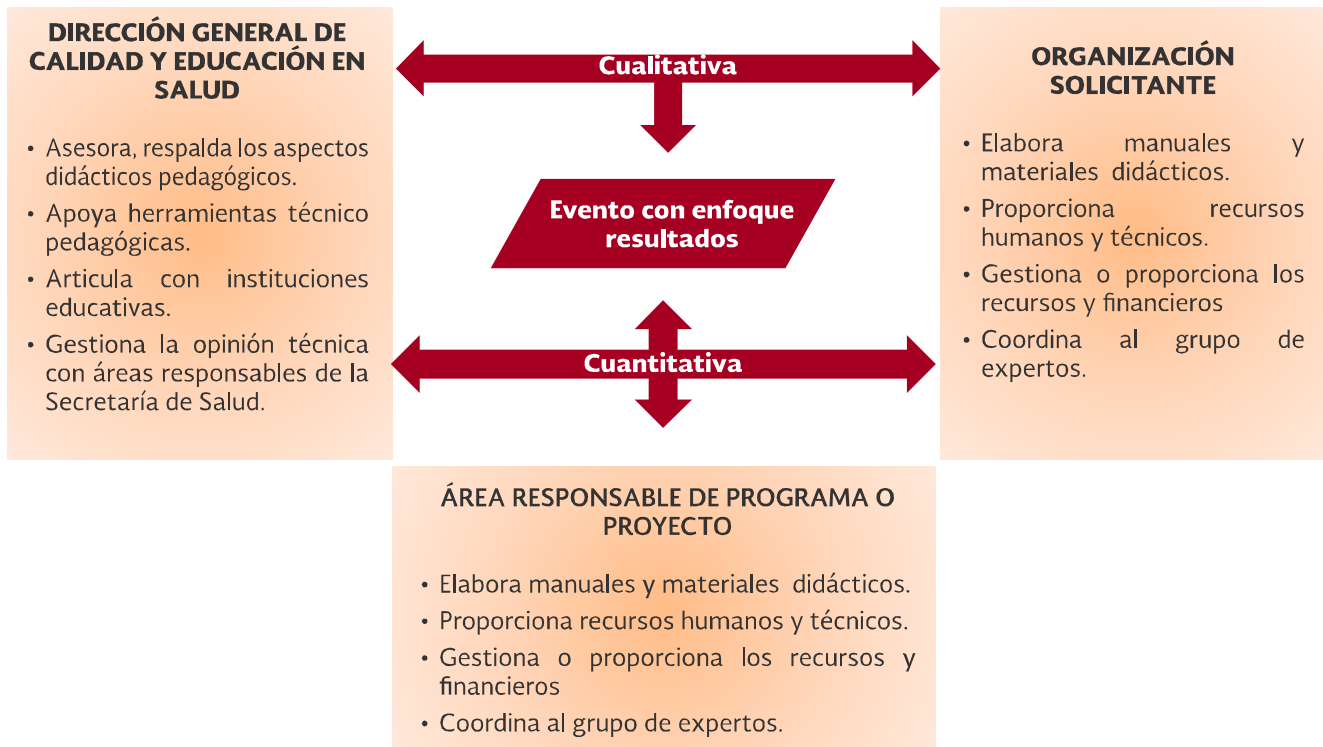 DIRECCIÓN GENERAL DE
CALIDAD Y EDUCACIÓN EN
SALUD
• Asesora, respalda los aspectos
didácticos pedagógicos.
• Apoya herramientas técnico
pedagógicas.
• Articula con instituciones
educativas.
• Gestiona la opinión técnica
con áreas responsables de la
Secretaría de Salud.
Cualitativa
Evento con enfoque
resultados
Cuantitativa
ORGANIZACIÓN
SOLICITANTE
• Elabora manuales y
materiales didácticos.
• Proporciona recursos
humanos y técnicos.
• Gestiona o proporciona los
recursos y financieros
• Coordina al grupo de
expertos.
ÁREA RESPONSABLE DE PROGRAMA O
PROYECTO
• Elabora manuales y materiales didácticos.
• Proporciona recursos humanos y técnicos.
• Gestiona o proporciona los recursos y
financieros
• Coordina al grupo de expertos.